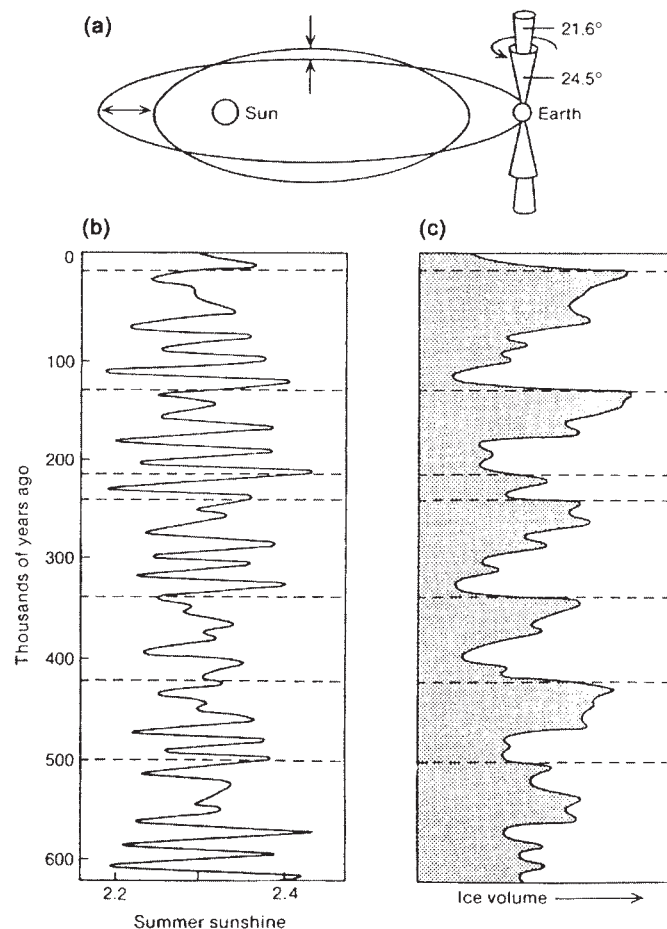 (a)
21.6°
24.5°
Sun
Earth
(b)
(c)
0
100
200
300
400
500
600
Thousands of years ago
2.2
2.4
Summer sunshine
Ice volume